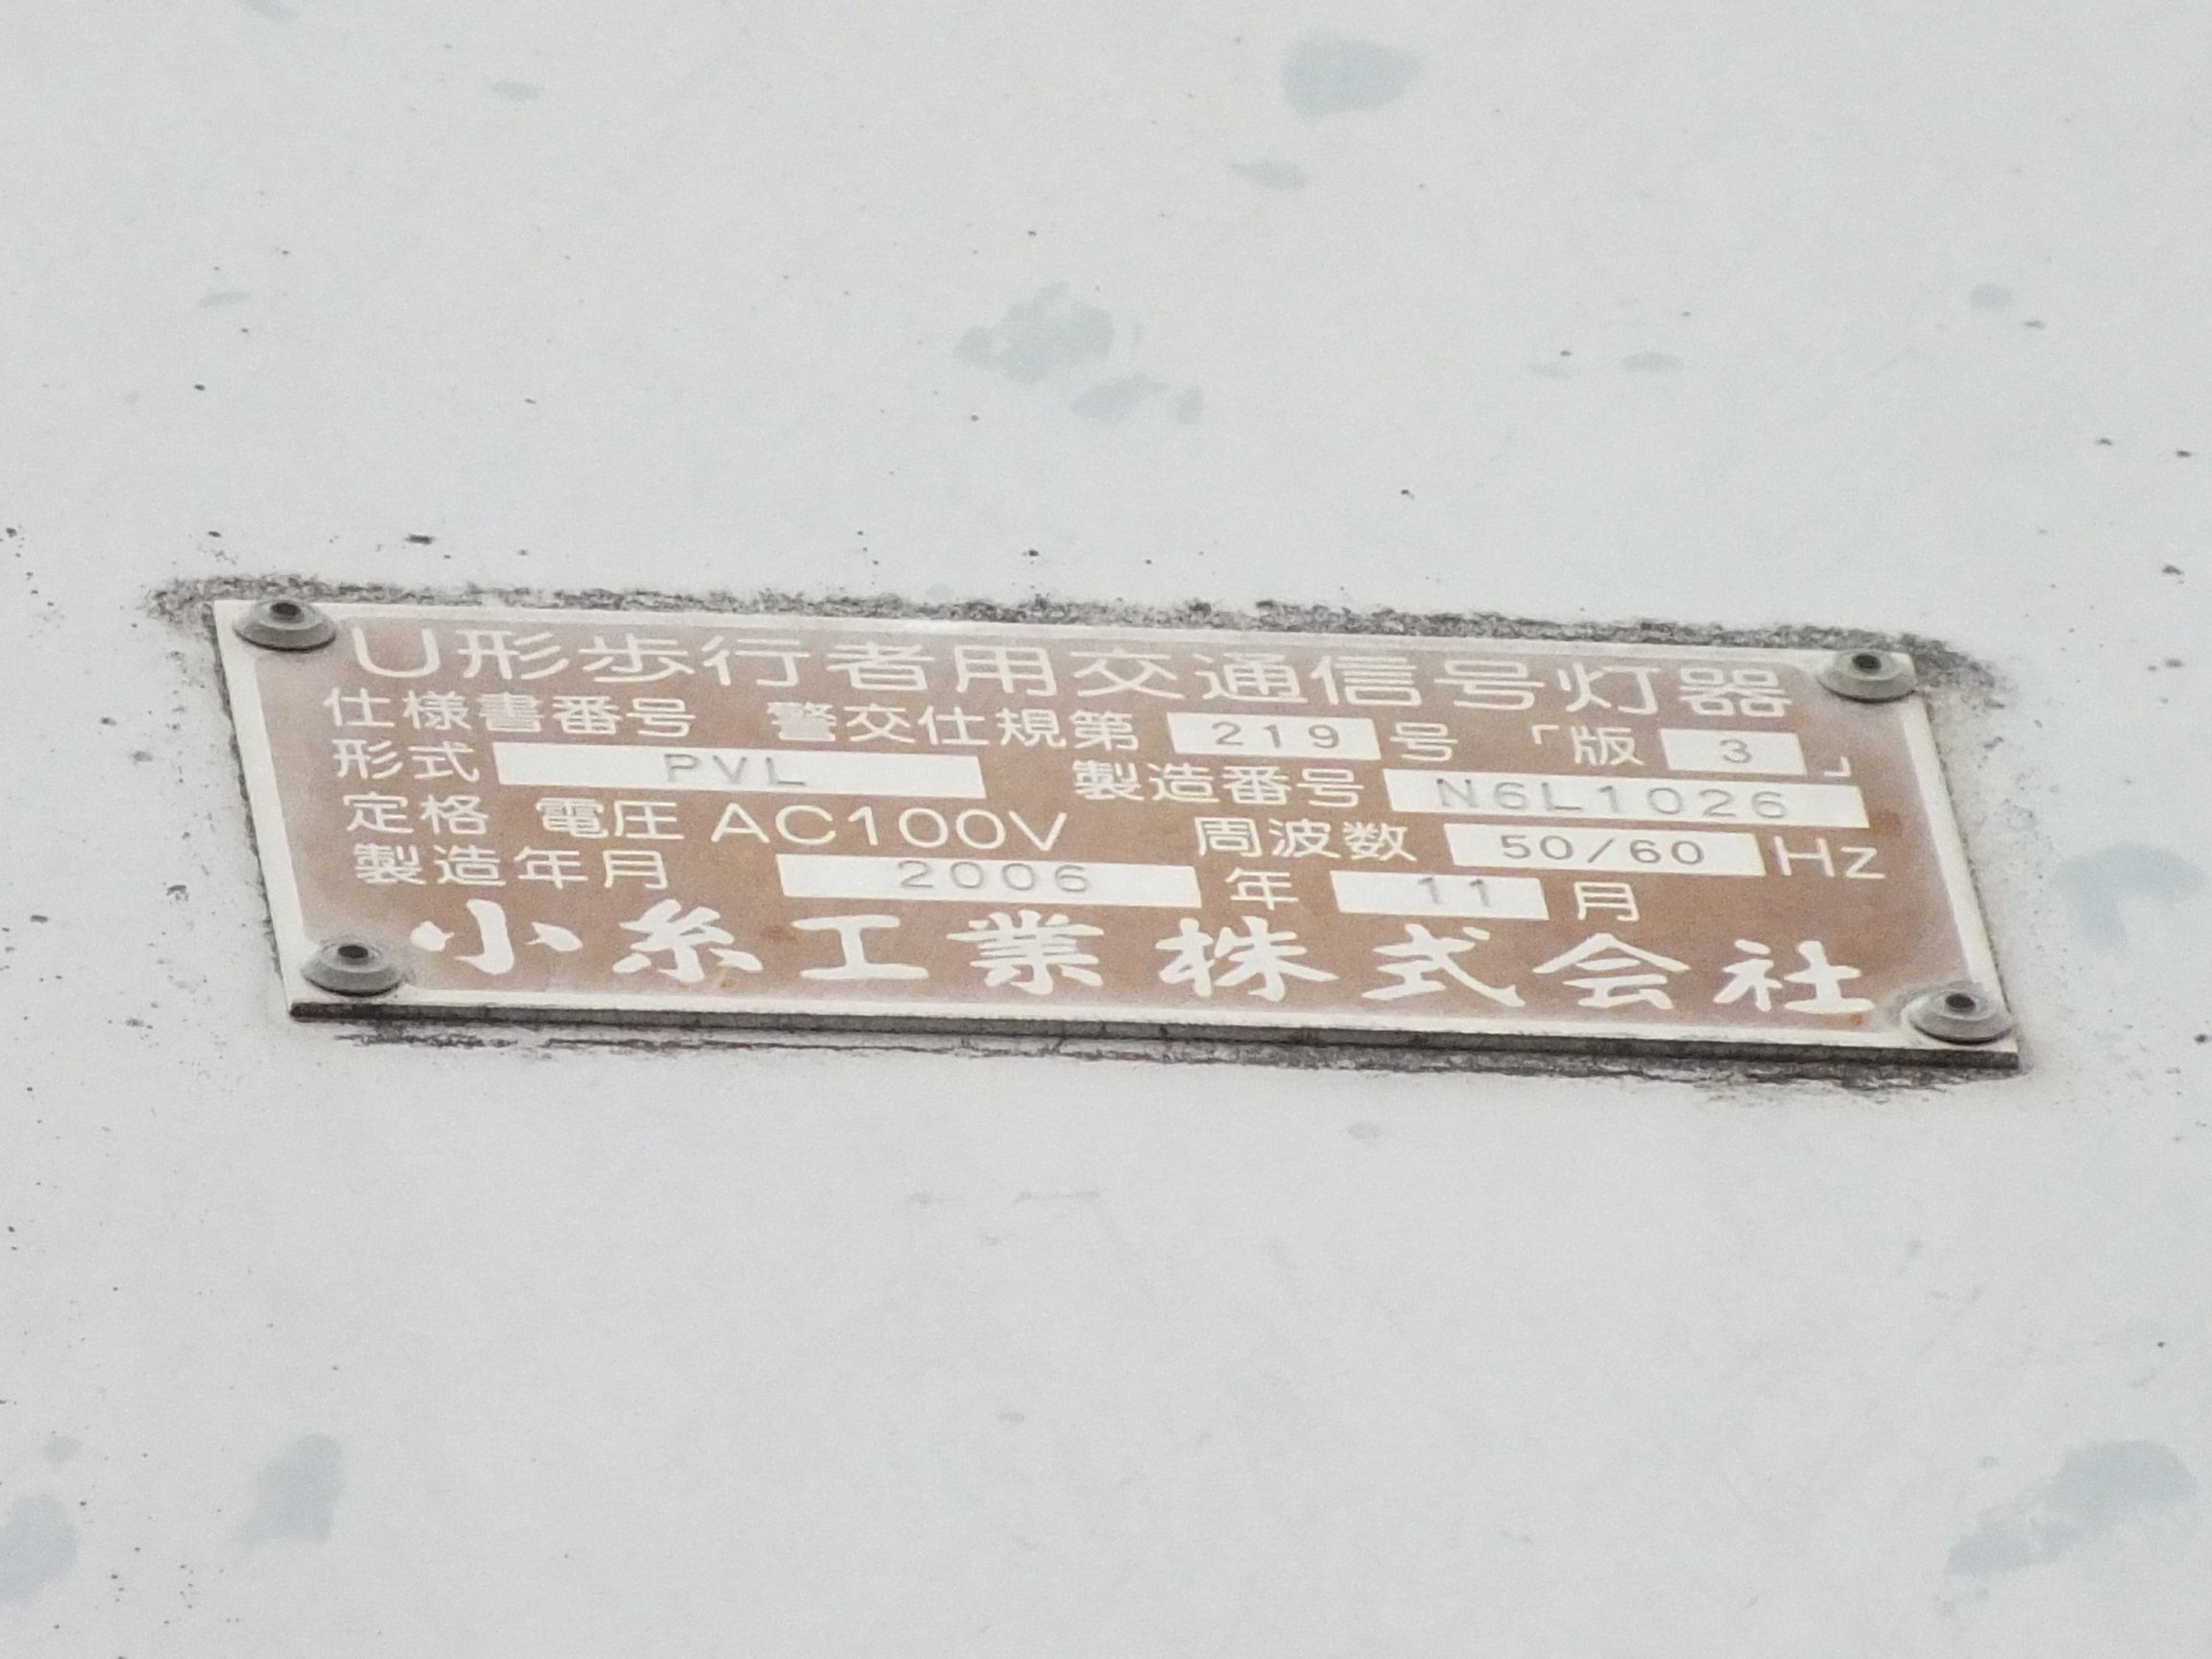 U形歩行者用交通信号灯器
仕様書番号 警交仕規第 219 号 「版 3 」
形式 PVL 製造番号 N6L1026
定格 電圧 AC100V 周波数 50/60 Hz
製造年月 2006 年 11 月
小糸工業株式会社